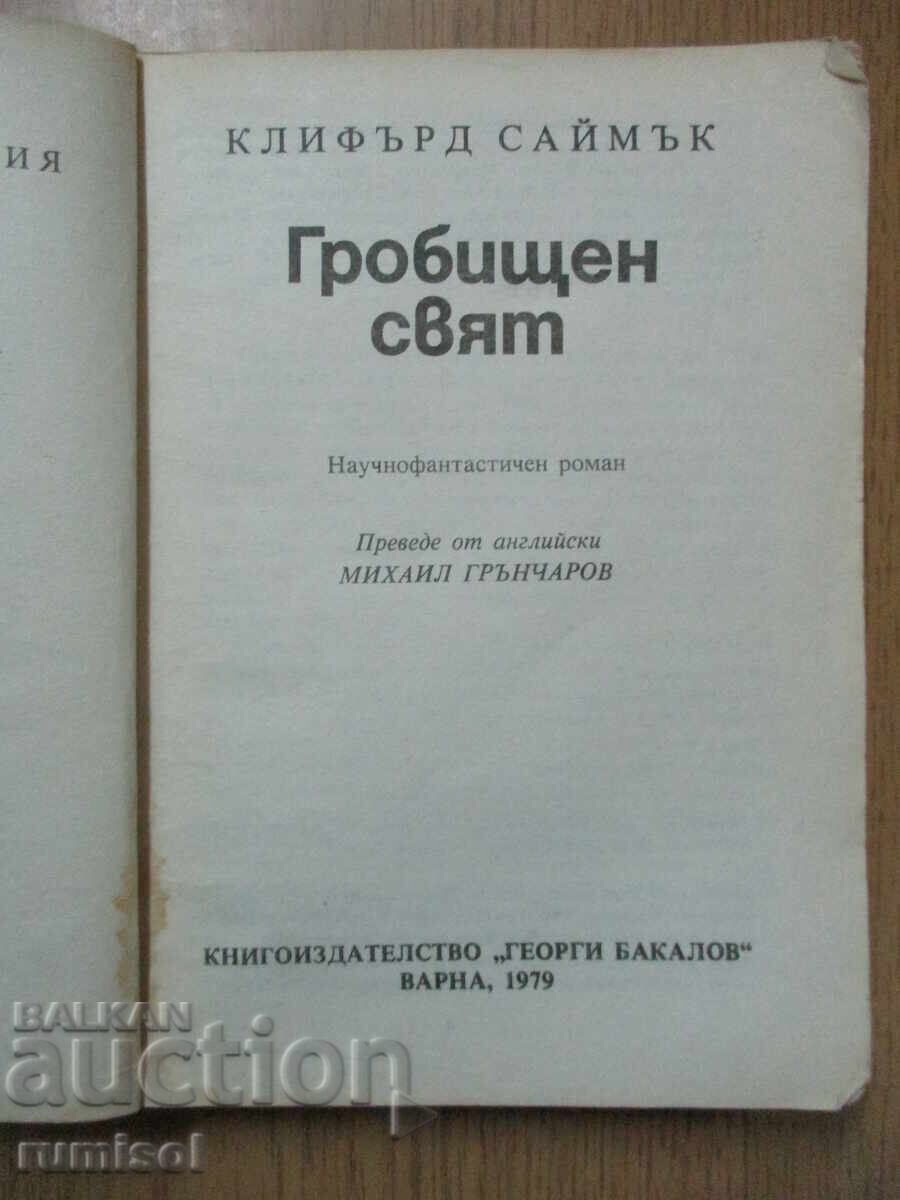 ИЯ
КЛИФЪРД САЙМЪК
Гробищен
свят
Научнофантастичен роман
Преведе от английски
МИХАИЛ ГРЪНЧАРОВ
КНИГОИЗДАТЕЛСТВО „ГЕОРГИ БАКАЛОВ“
ВАРНА, 1979
BALKAN
auction
rumisol